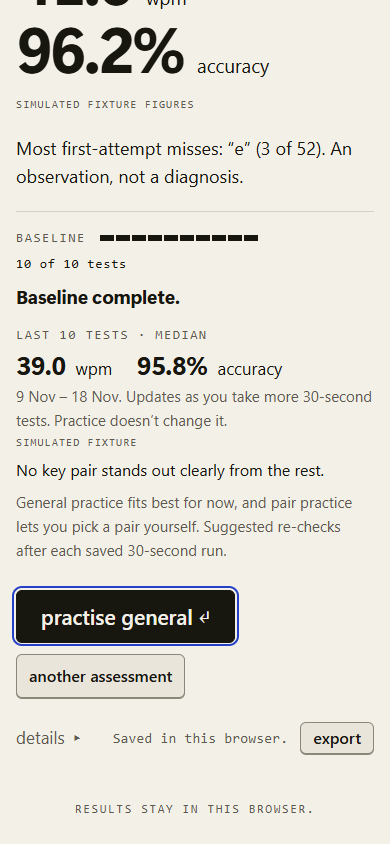 wpm
96.2% accuracy
SIMULATED FIXTURE FIGURES
Most first-attempt misses: “e” (3 of 52). An
observation, not a diagnosis.
BASELINE
10 of 10 tests
Baseline complete.
LAST 10 TESTS · MEDIAN
39.0 wpm 95.8% accuracy
9 Nov – 18 Nov. Updates as you take more 30-second
tests. Practice doesn’t change it.
SIMULATED FIXTURE
No key pair stands out clearly from the rest.
General practice fits best for now, and pair practice
lets you pick a pair yourself. Suggested re-checks
after each saved 30-second run.
practise general ↵
another assessment
details ▸ Saved in this browser. export
RESULTS STAY IN THIS BROWSER.